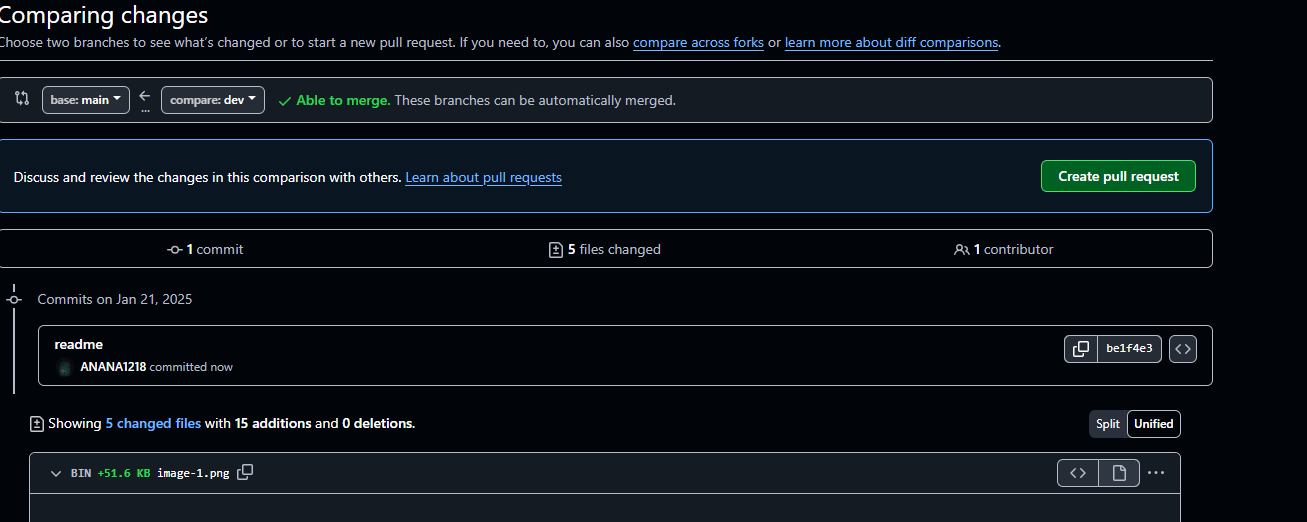 Comparing changes
Choose two branches to see what's changed or to start a new pull request. If you need to, you can also compare across forks or learn more about diff comparisons.
base: main ... compare: dev Able to merge. These branches can be automatically merged.
Discuss and review the changes in this comparison with others. Learn about pull requests Create pull request
1 commit 5 files changed 1 contributor
Commits on Jan 21, 2025
readme
ANANA1218 committed now be1f4e3
Showing 5 changed files with 15 additions and 0 deletions. Split Unified
BIN +51.6 KB image-1.png